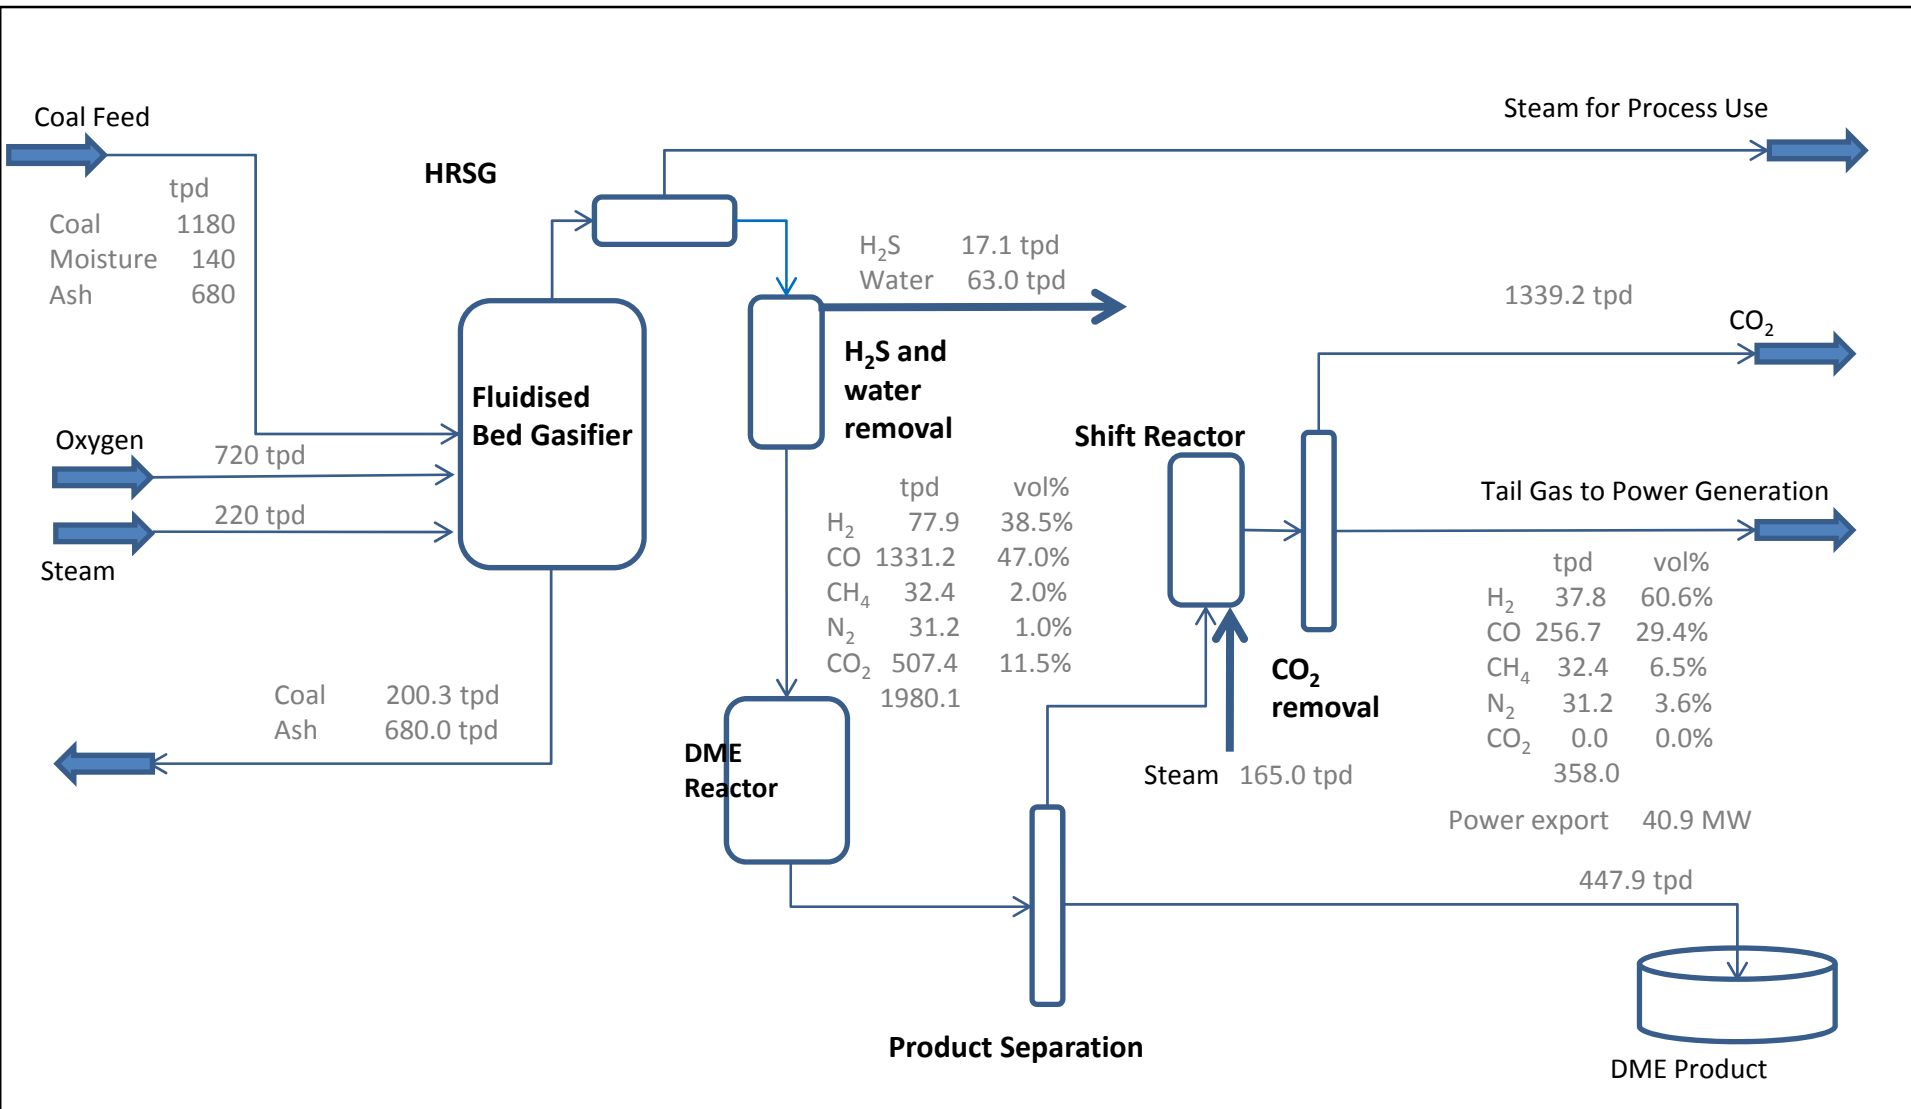 Coal Feed
tpd
Coal 1180
Moisture 140
Ash 680
HRSG
Steam for Process Use
H₂S 17.1 tpd
Water 63.0 tpd
1339.2 tpd
CO₂
H₂S and
water
removal
Fluidised
Bed Gasifier
Oxygen
720 tpd
220 tpd
Steam
Shift Reactor
Tail Gas to Power Generation
tpd vol%
H₂ 77.9 38.5%
CO 1331.2 47.0%
CH₄ 32.4 2.0%
N₂ 31.2 1.0%
CO₂ 507.4 11.5%
1980.1
tpd vol%
H₂ 37.8 60.6%
CO 256.7 29.4%
CH₄ 32.4 6.5%
N₂ 31.2 3.6%
CO₂ 0.0 0.0%
358.0
CO₂
removal
Coal 200.3 tpd
Ash 680.0 tpd
DME
Reactor
Steam 165.0 tpd
Power export 40.9 MW
447.9 tpd
Product Separation
DME Product